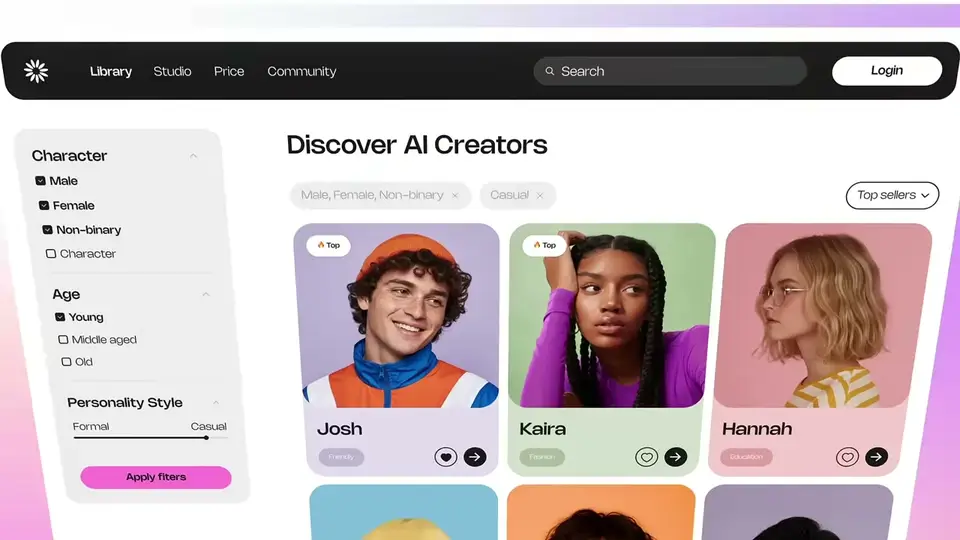 Library Studio Price Community Search Login
Character
Male
Female
Non-binary
Character
Age
Young
Middle aged
Old
Personality Style
Formal Casual
Apply fiters
Discover AI Creators
Male, Female, Non-binary × Casual ×
Top sellers
Top
Top
Josh
Friendly
Kaira
Fashion
Hannah
Education